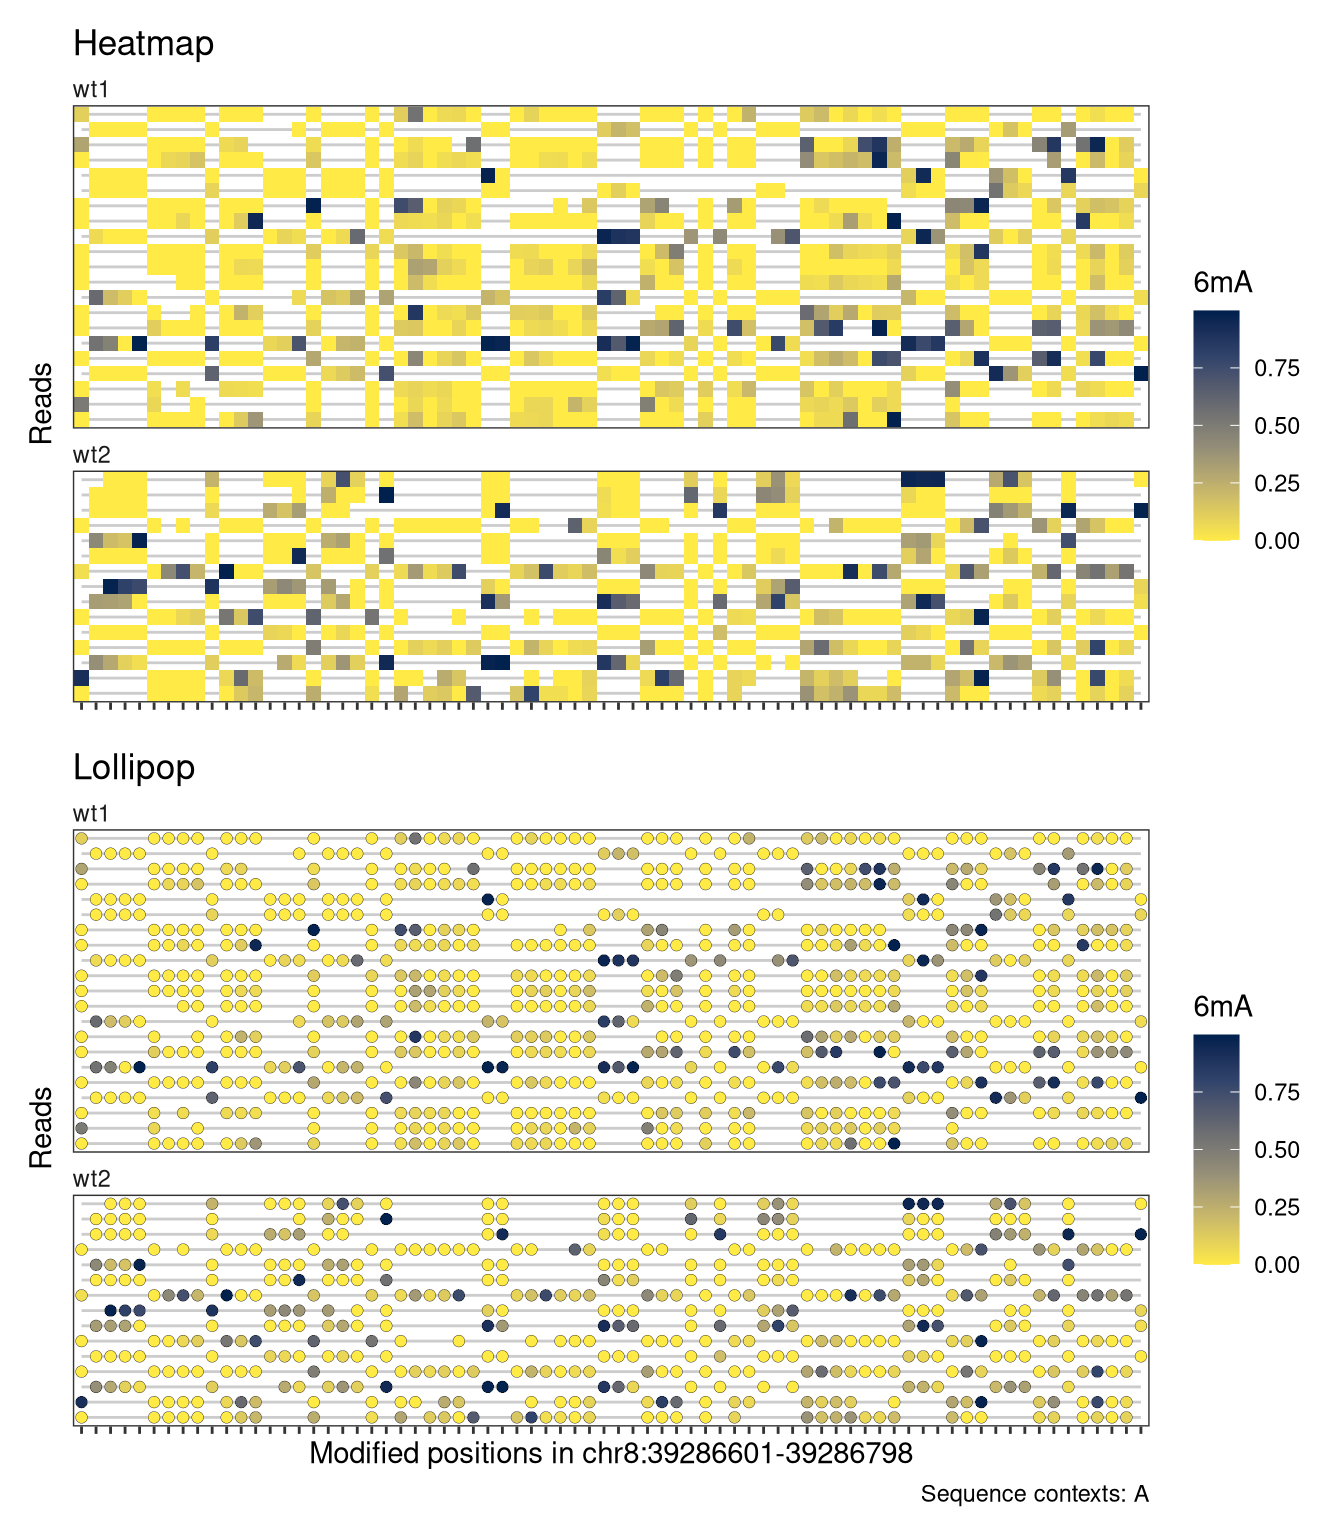 Heatmap
wt1
Reads
wt2
6mA
0.75
0.50
0.25
0.00
Lollipop
wt1
Reads
wt2
6mA
0.75
0.50
0.25
0.00
Modified positions in chr8:39286601-39286798
Sequence contexts: A